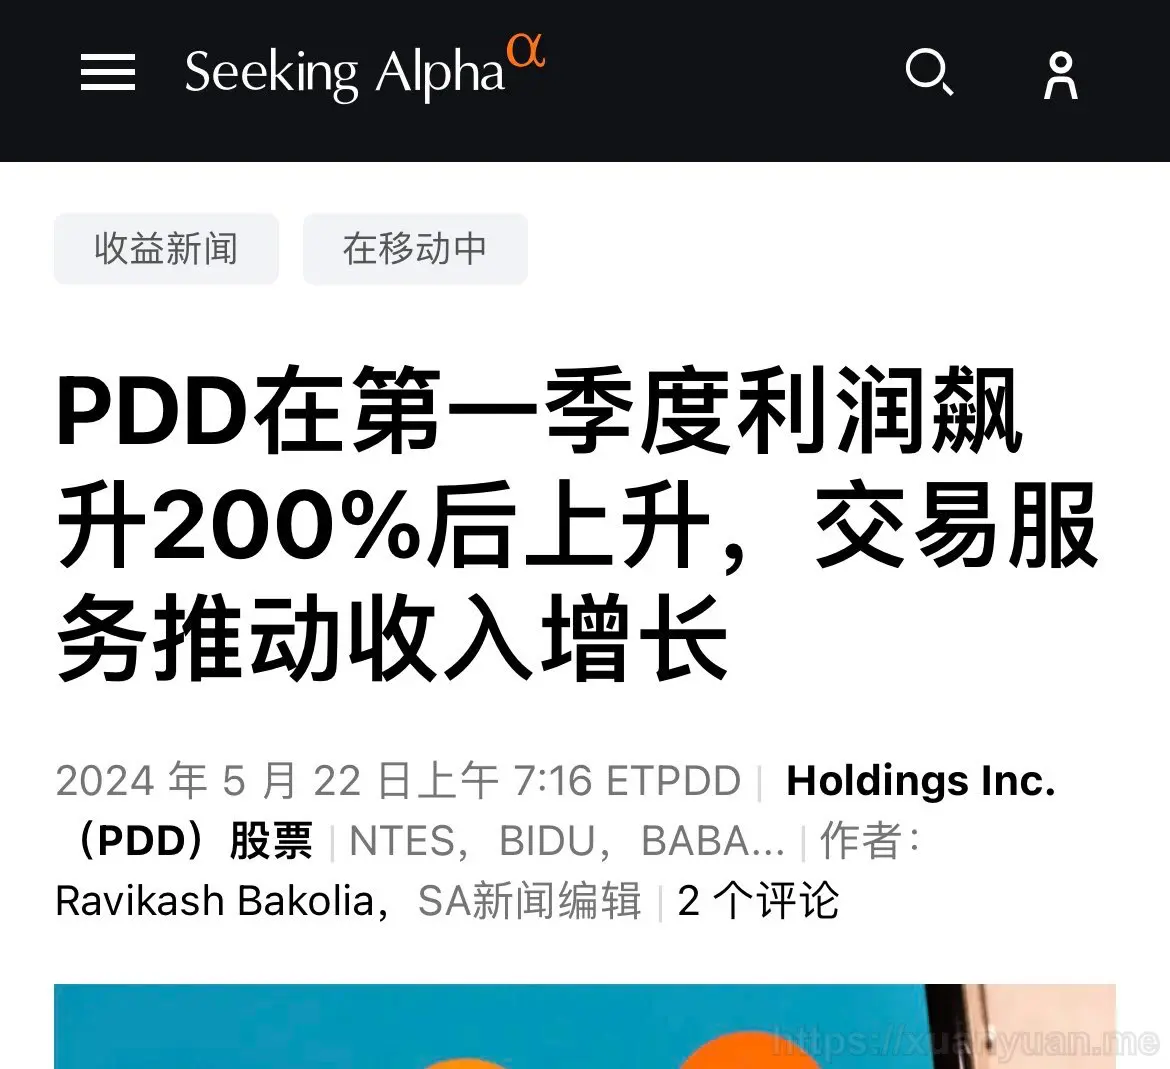 Seeking Alpha α
收益新闻 在移动中
PDD在第一季度利润飙
升200%后上升，交易服
务推动收入增长
2024 年 5 月 22 日上午 7:16 ETPDD | Holdings Inc.
（PDD）股票 | NTES，BIDU，BABA... | 作者：
Ravikash Bakolia，SA新闻编辑 | 2 个评论
https://xuanyuan.me